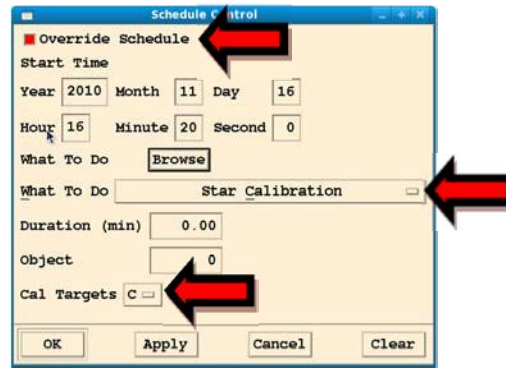 Schedule Control
Override Schedule
Start Time
Year 2010 Month 11 Day 16
Hour 16 Minute 20 Second 0
What To Do Browse
What To Do Star Calibration
Duration (min) 0.00
Object 0
Cal Targets C
OK Apply Cancel Clear